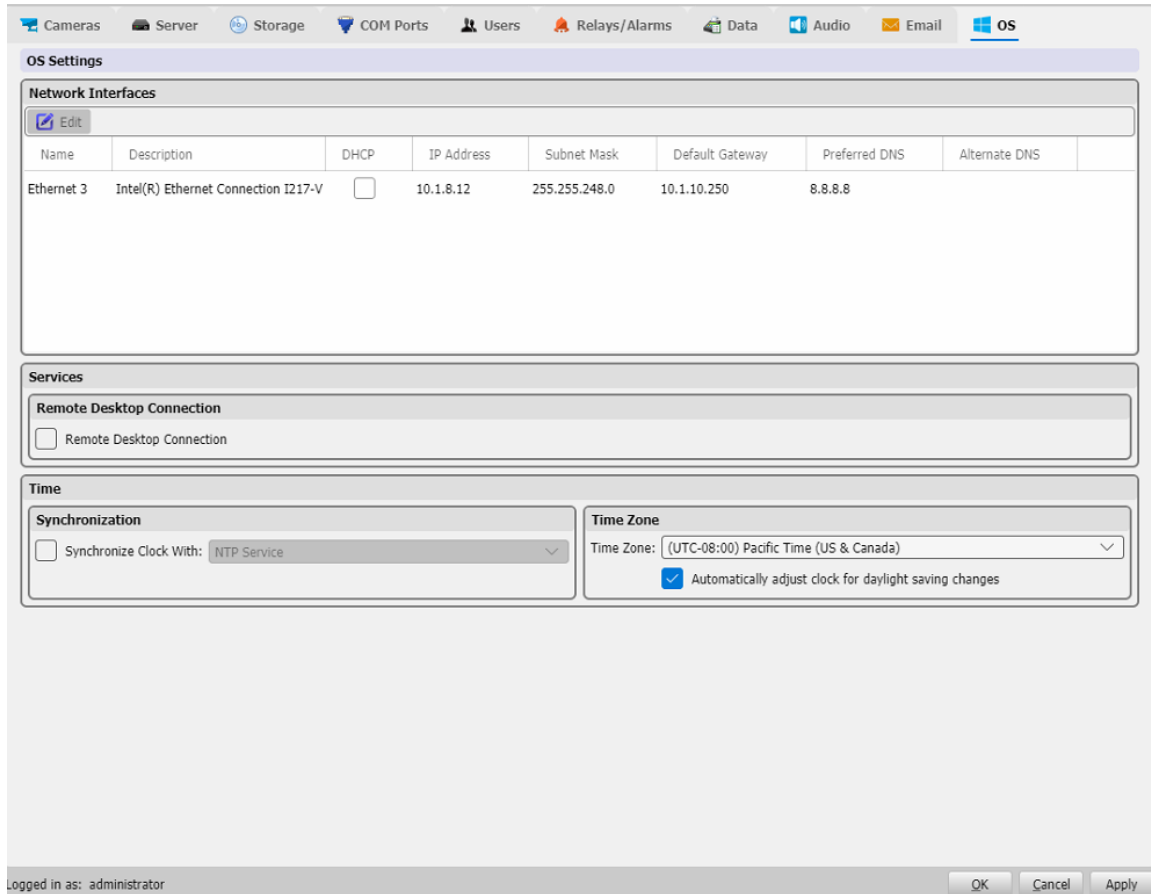 Cameras Server Storage COM Ports Users Relays/Alarms Data Audio Email OS
OS Settings
Network Interfaces
Edit
Name Description DHCP IP Address Subnet Mask Default Gateway Preferred DNS Alternate DNS
Ethernet 3 Intel(R) Ethernet Connection I217-V 10.1.8.12 255.255.248.0 10.1.10.250 8.8.8.8
Services
Remote Desktop Connection
Remote Desktop Connection
Time
Synchronization
Synchronize Clock With: NTP Service
Time Zone
Time Zone: (UTC-08:00) Pacific Time (US & Canada)
Automatically adjust clock for daylight saving changes
Logged in as: administrator
OK Cancel Apply